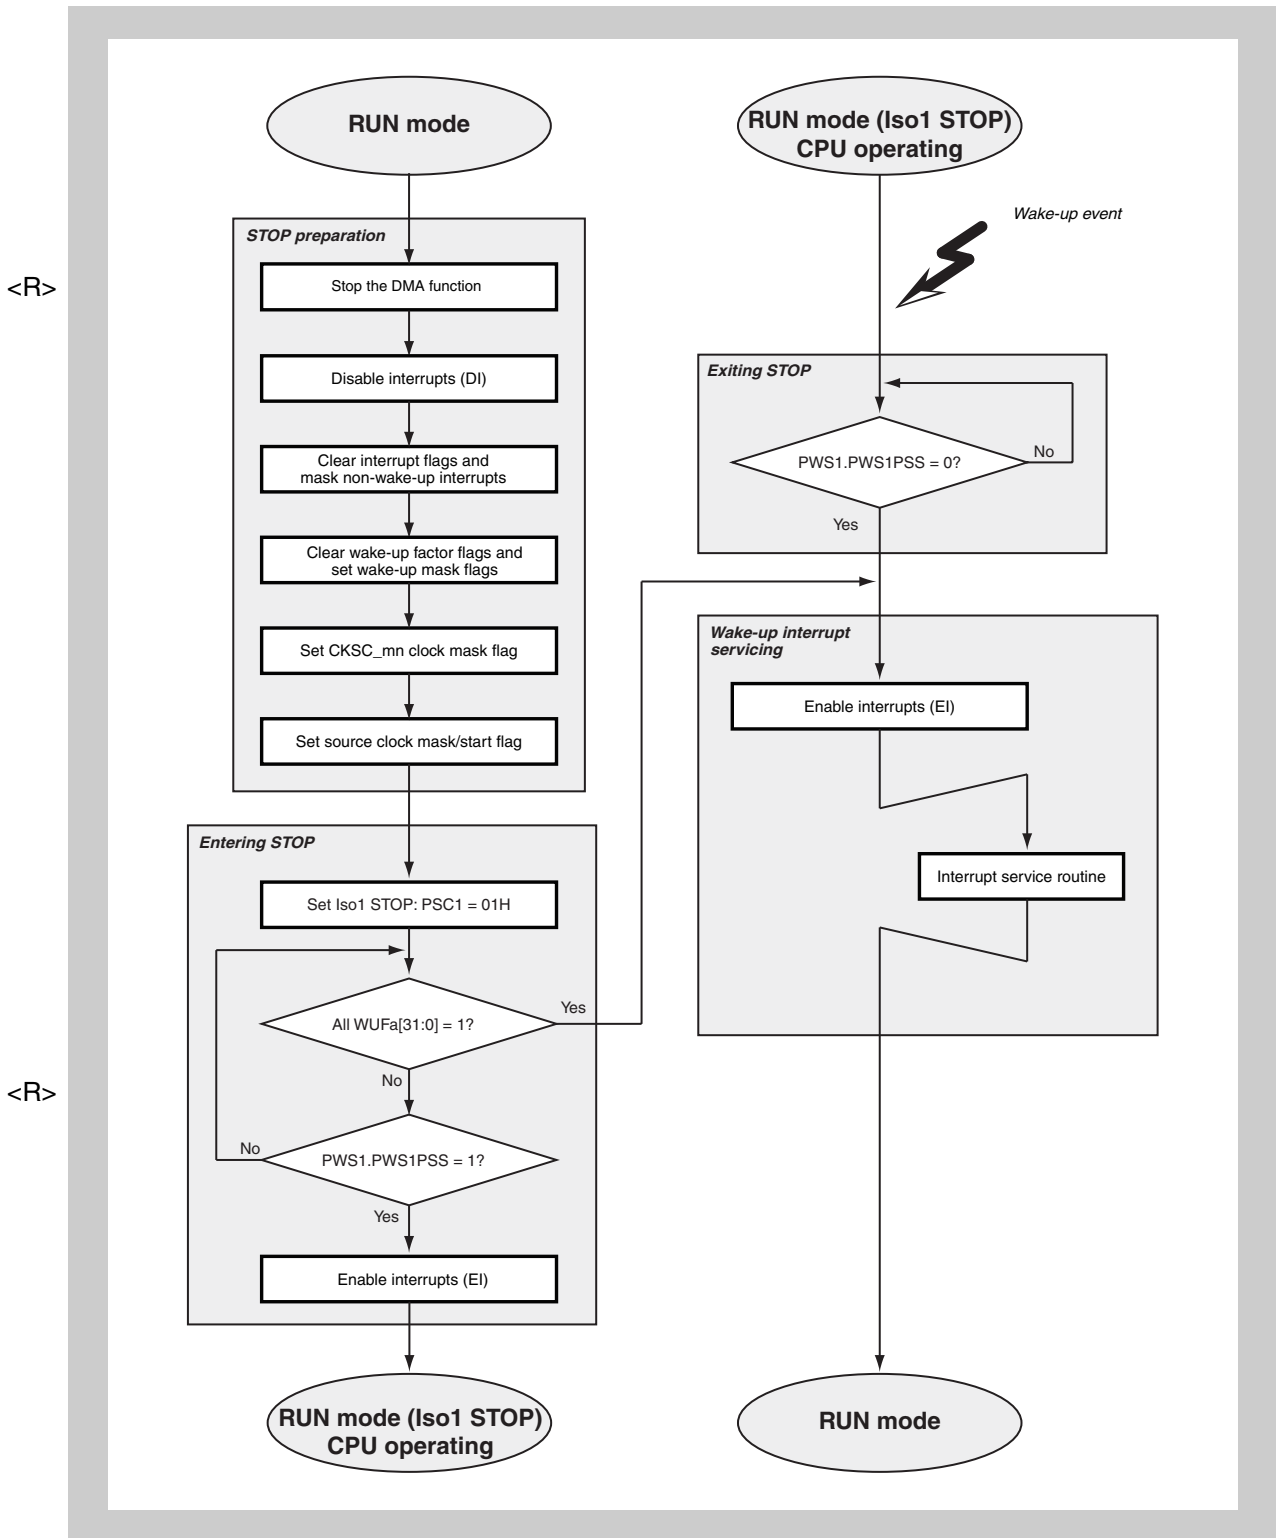 RUN mode
STOP preparation
<R>
Stop the DMA function
Disable interrupts (DI)
Clear interrupt flags and
mask non-wake-up interrupts
Clear wake-up factor flags and
set wake-up mask flags
Set CKSC_mn clock mask flag
Set source clock mask/start flag
Entering STOP
Set Iso1 STOP: PSC1 = 01H
All WUFa[31:0] = 1?
Yes
No
<R>
PWS1.PWS1PSS = 1?
No
Yes
Enable interrupts (EI)
RUN mode (Iso1 STOP)
CPU operating
RUN mode (Iso1 STOP)
CPU operating
Wake-up event
Exiting STOP
PWS1.PWS1PSS = 0?
No
Yes
Wake-up interrupt
servicing
Enable interrupts (EI)
Interrupt service routine
RUN mode